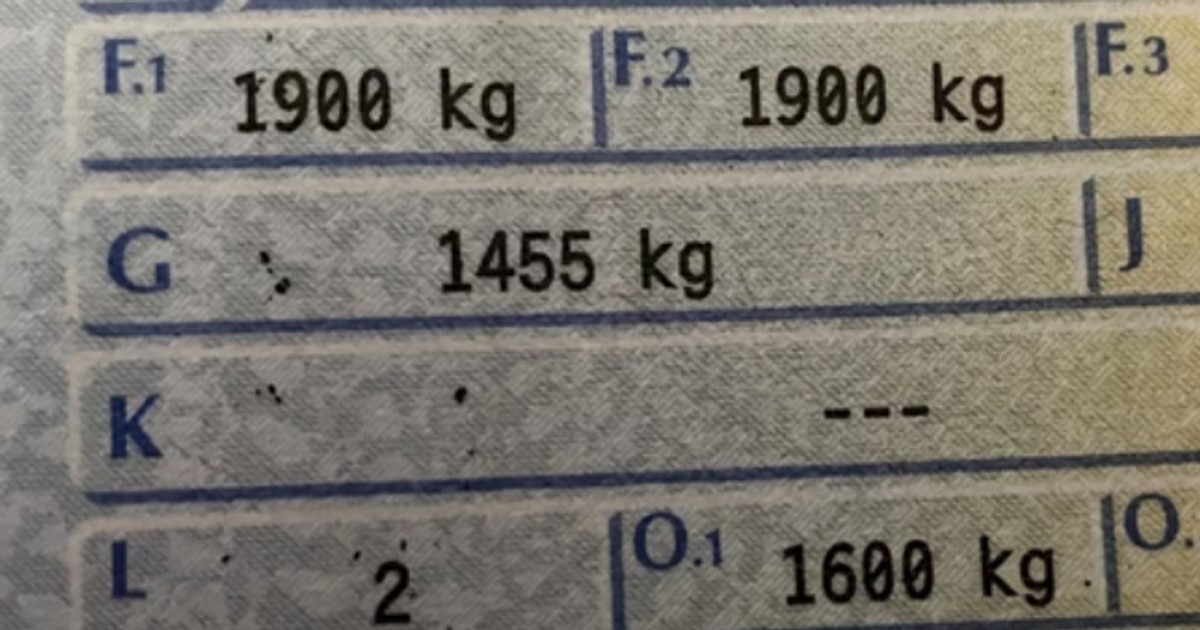 F.1 1900 kg F.2 1900 kg F.3
G 1455 kg J
K ---
L 2 O.1 1600 kg O.